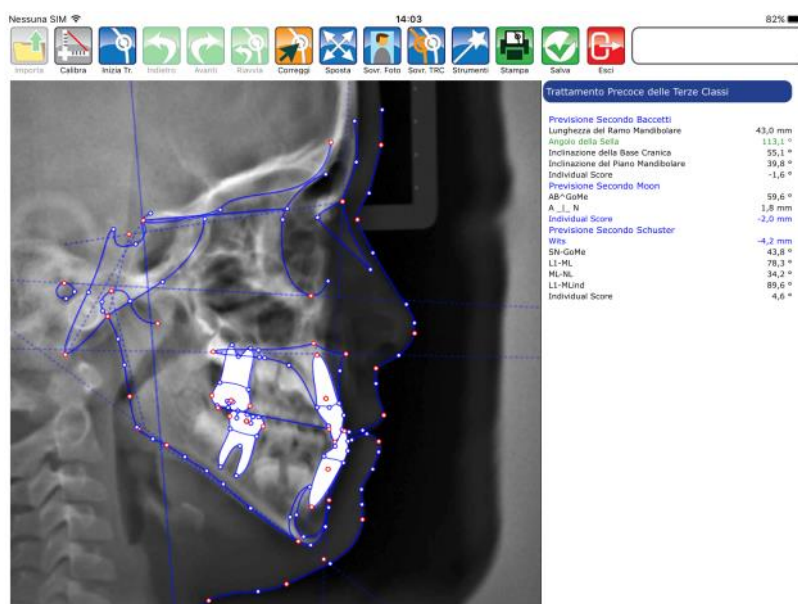 Nessuna SIM 14:03 82%
Importa Calibra Inizia Tr. Indietro Avanti Riavvia Correggi Sposta Sovr. Foto Sovr. TRC Strumenti Stampa Salva Esci
Trattamento Precoce delle Terze Classi
Previsione Secondo Baccetti
Lunghezza del Ramo Mandibolare 43,0 mm
Angolo della Sella 113,1 °
Inclinazione della Base Cranica 55,1 °
Inclinazione del Piano Mandibolare 39,8 °
Individual Score -1,6 °
Previsione Secondo Moon
AB^GoMe 59,6 °
A _|_ N 1,8 mm
Individual Score -2,0 mm
Previsione Secondo Schuster
Wits -4,2 mm
SN-GoMe 43,8 °
L1-ML 78,3 °
ML-NL 34,2 °
L1-MLind 89,6 °
Individual Score 4,6 °